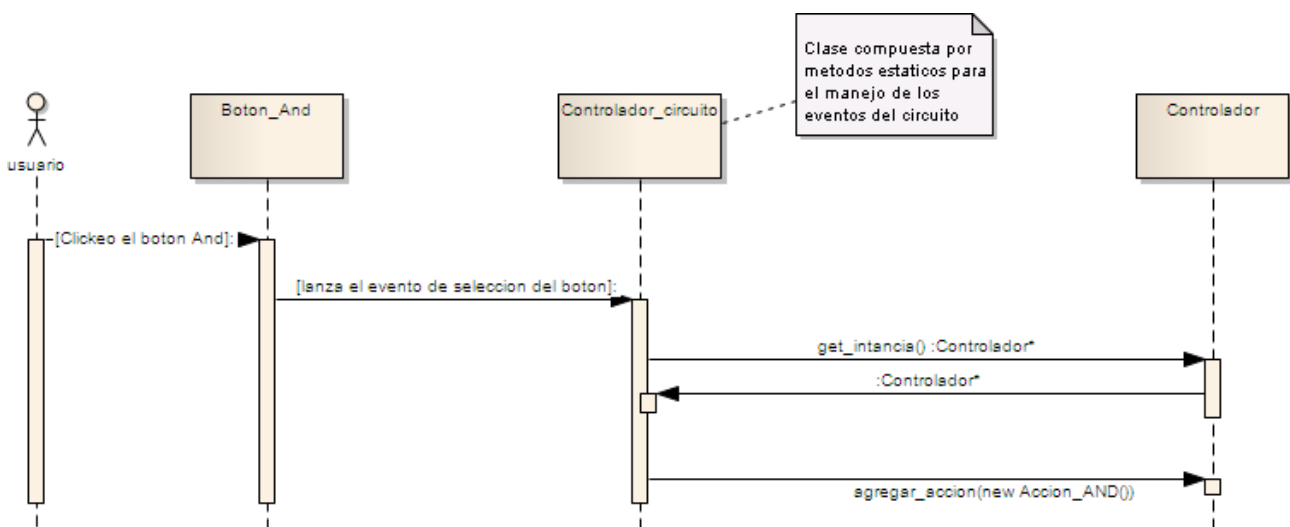 Clase compuesta por
metodos estaticos para
el manejo de los
eventos del circuito
usuario
Boton_And
Controlador_circuito
Controlador
[Clickeo el boton And]:
[lanza el evento de seleccion del boton]:
get_intancia() :Controlador*
:Controlador*
agregar_accion(new Accion_AND())